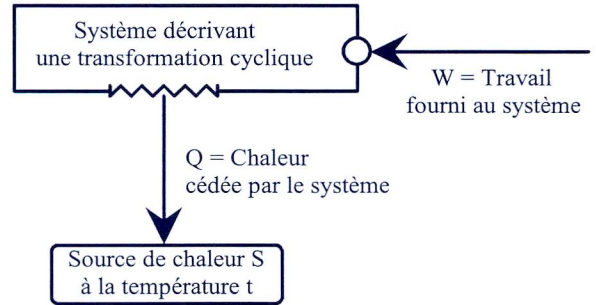 Système décrivant
une transformation cyclique
W = Travail
fourni au système
Q = Chaleur
cédée par le système
Source de chaleur S
à la température t